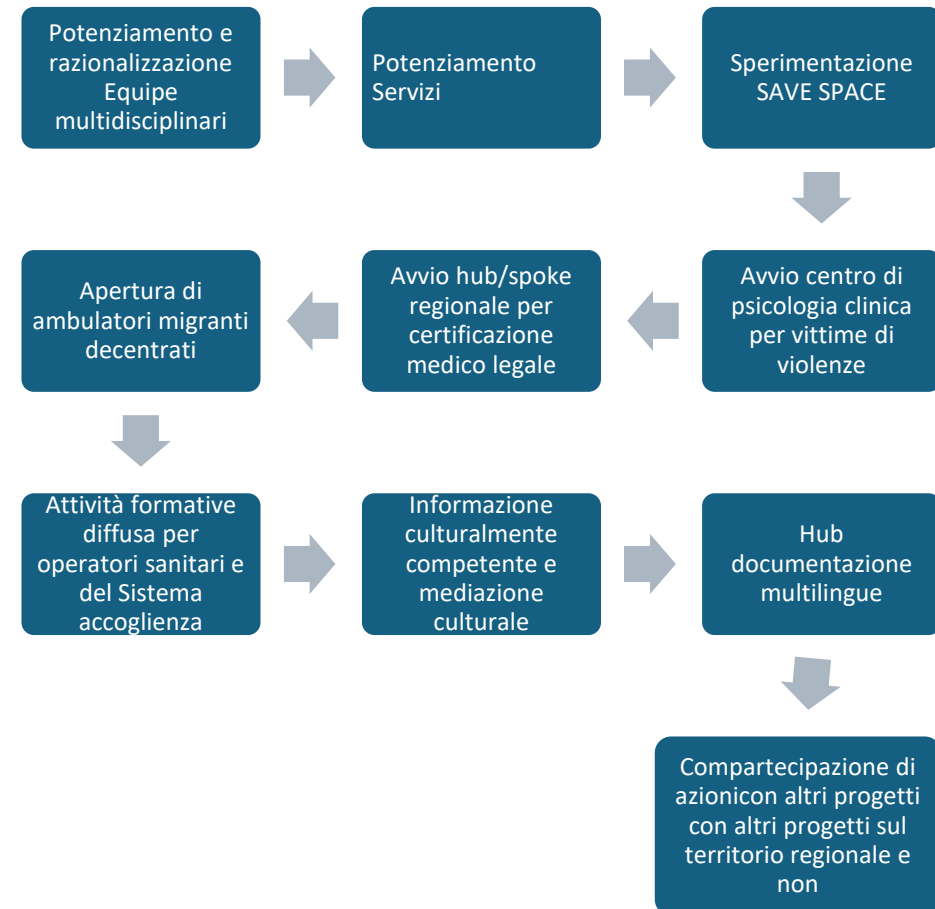 Potenziamento e
razionalizzazione
Equipe
multidisciplinari
Potenziamento
Servizi
Sperimentazione
SAVE SPACE
Avvio centro di
psicologia clinica
per vittime di
violenze
Avvio hub/spoke
regionale per
certificazione
medico legale
Apertura di
ambulatori migranti
decentrati
Attività formative
diffusa per
operatori sanitari e
del Sistema
accoglienza
Informazione
culturalmente
competente e
mediazione
culturale
Hub
documentazione
multilingue
Compartecipazione di
azionicon altri progetti
con altri progetti sul
territorio regionale e
non